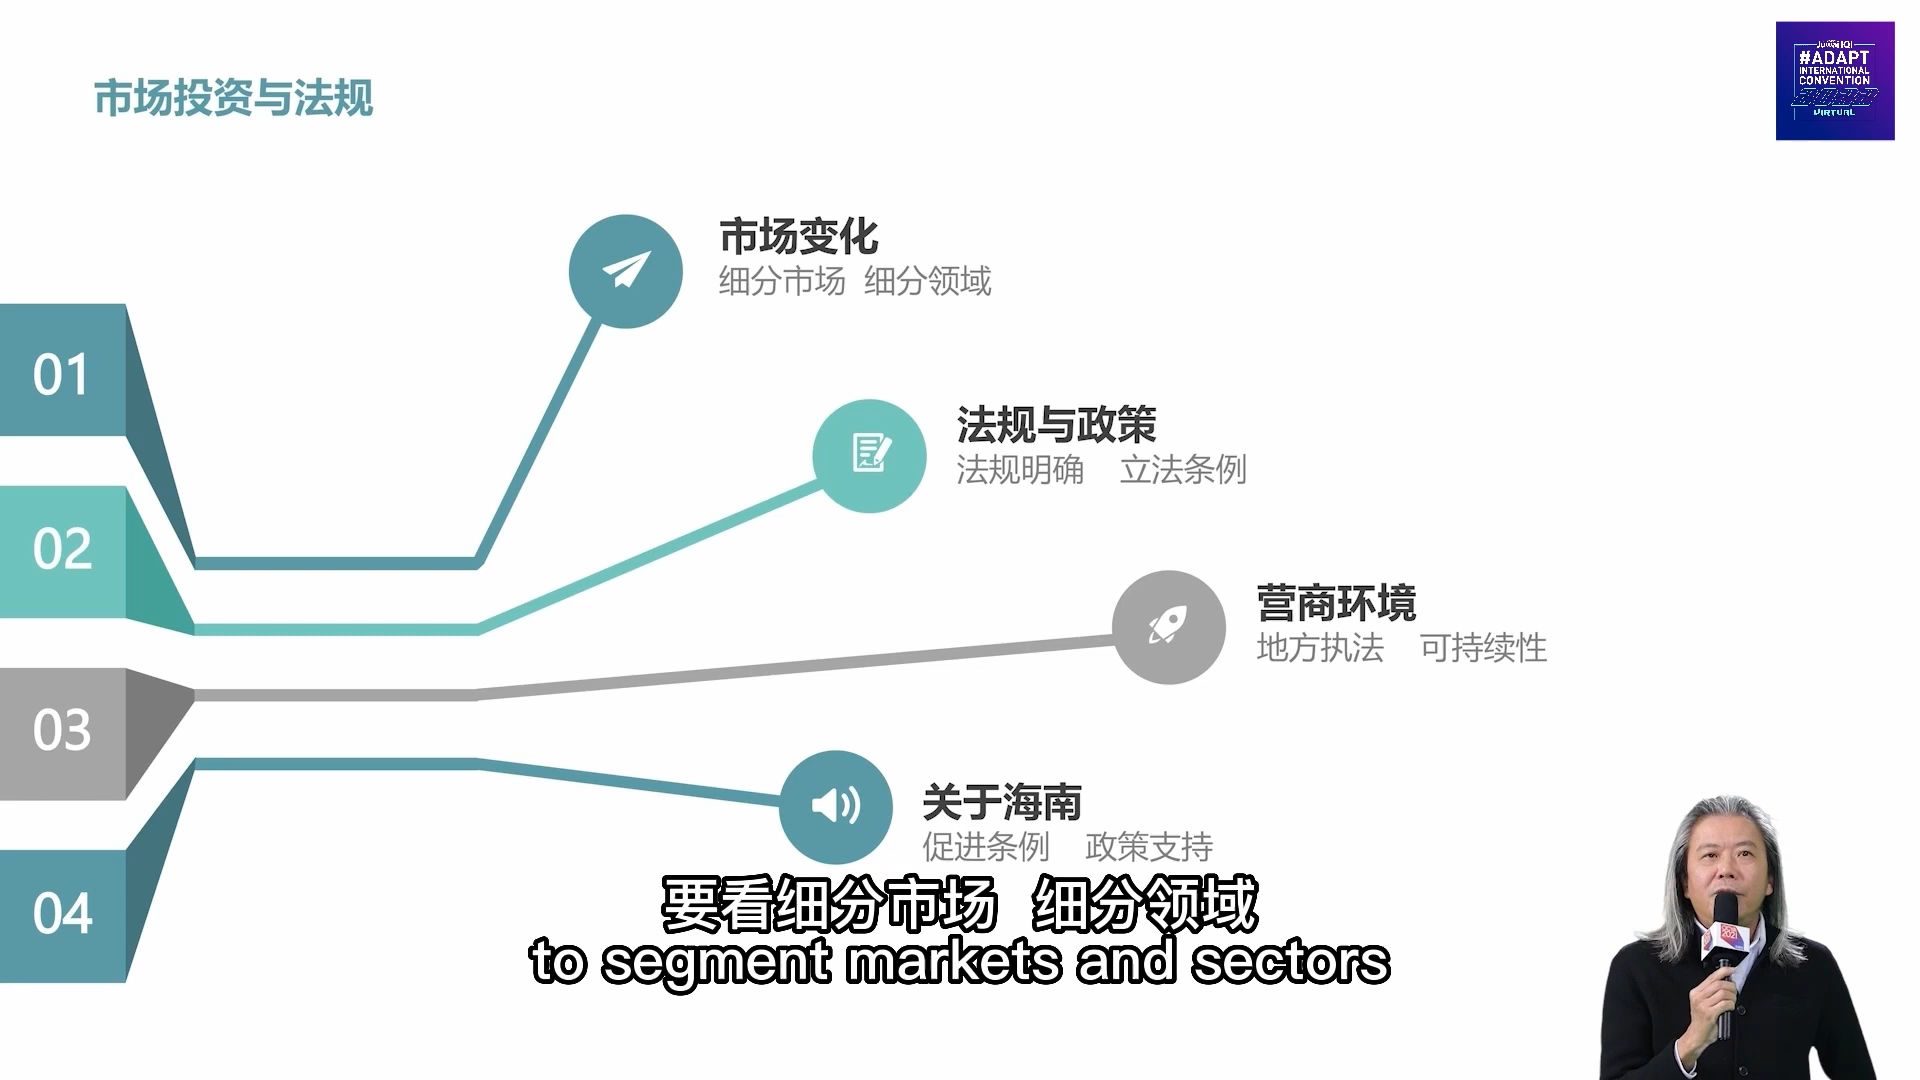 市场投资与法规
JUWAI IQI
#ADAPT
INTERNATIONAL
CONVENTION
2022
VIRTUAL
01
市场变化
细分市场 细分领域
02
法规与政策
法规明确 立法条例
03
营商环境
地方执法 可持续性
04
关于海南
促进条例 政策支持
要看细分市场 细分领域
to segment markets and sectors